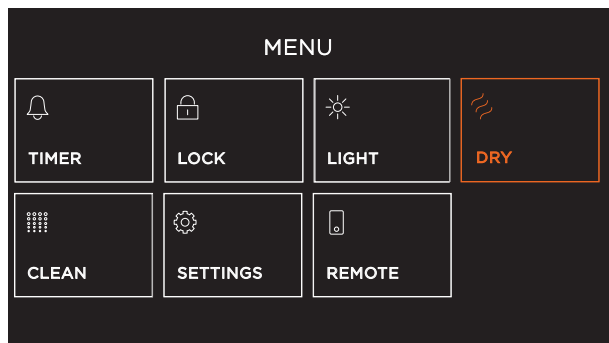 MENU
TIMER
LOCK
LIGHT
DRY
CLEAN
SETTINGS
REMOTE